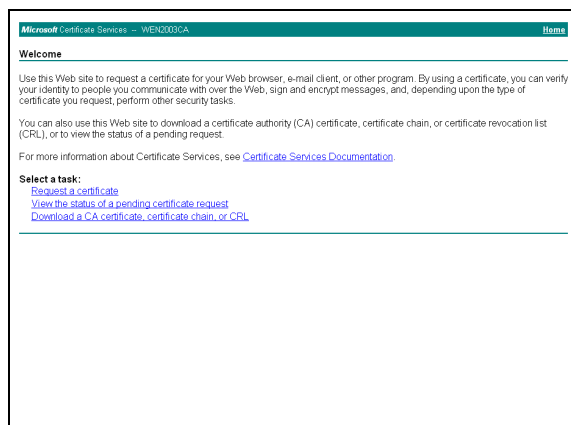 Microsoft Certificate Services -- WEN2003CA Home
Welcome
Use this Web site to request a certificate for your Web browser, e-mail client, or other program. By using a certificate, you can verify
your identity to people you communicate with over the Web, sign and encrypt messages, and, depending upon the type of
certificate you request, perform other security tasks.
You can also use this Web site to download a certificate authority (CA) certificate, certificate chain, or certificate revocation list
(CRL), or to view the status of a pending request.
For more information about Certificate Services, see Certificate Services Documentation.
Select a task:
Request a certificate
View the status of a pending certificate request
Download a CA certificate, certificate chain, or CRL